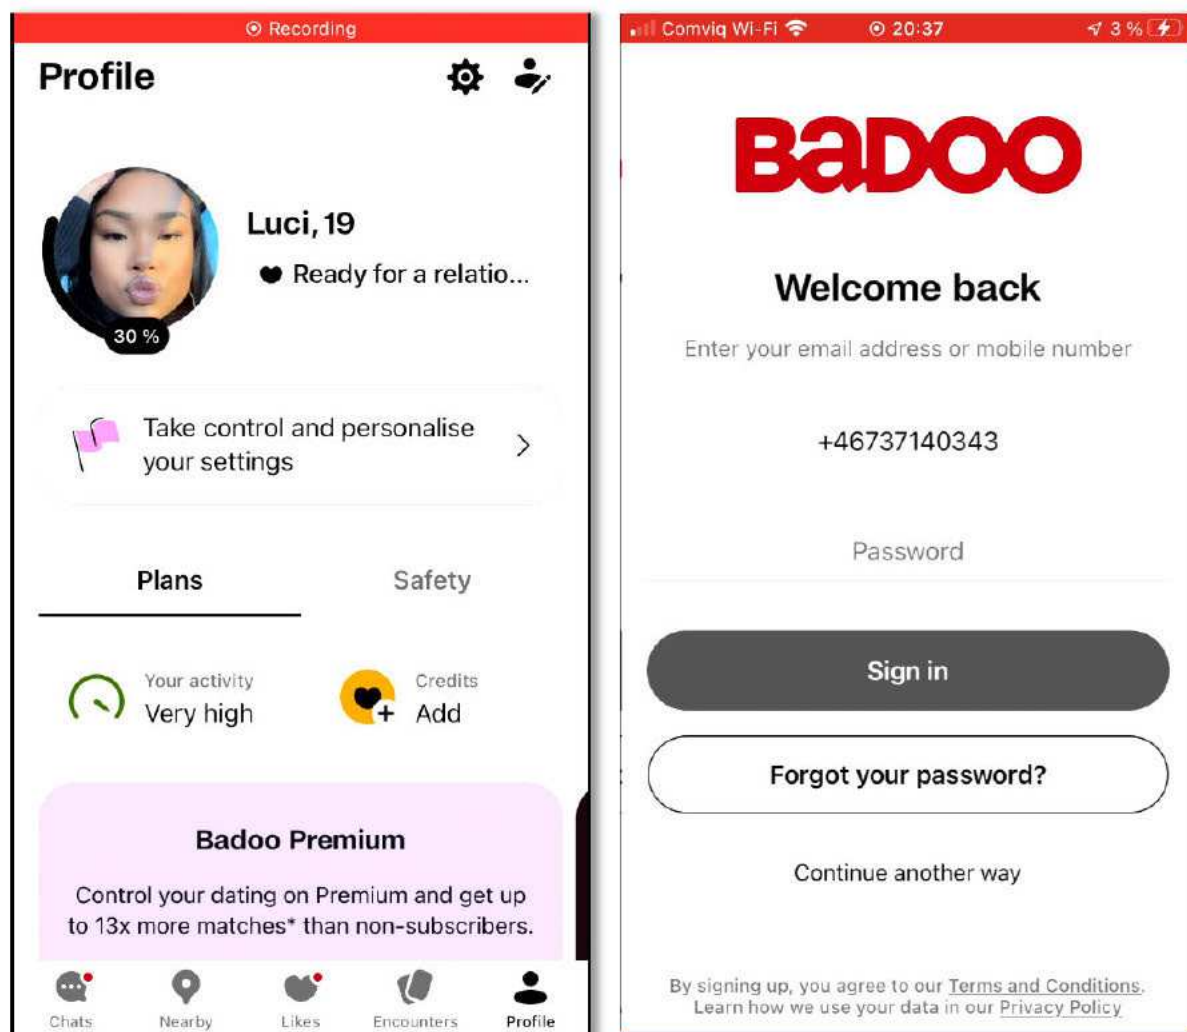 Recording
Profile
Luci, 19
Ready for a relatio...
30 %
Take control and personalise
your settings
Plans
Safety
Your activity
Very high
Credits
Add
Badoo Premium
Control your dating on Premium and get up
to 13x more matches* than non-subscribers.
Chats
Nearby
Likes
Encounters
Profile
Comviq Wi-Fi
20:37
3 %
BaDOO
Welcome back
Enter your email address or mobile number
+46737140343
Password
Sign in
Forgot your password?
Continue another way
By signing up, you agree to our Terms and Conditions.
Learn how we use your data in our Privacy Policy